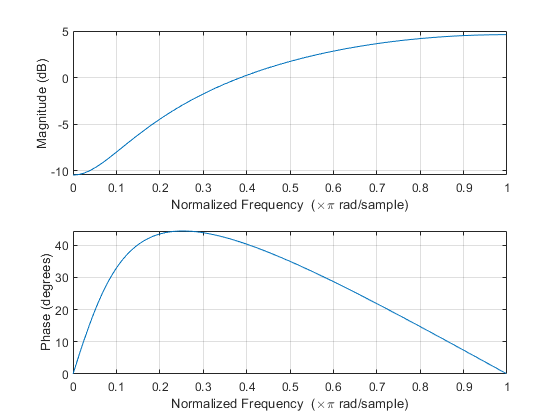 5
0
-5
-10
Magnitude (dB)
0 0.1 0.2 0.3 0.4 0.5 0.6 0.7 0.8 0.9 1
Normalized Frequency (×π rad/sample)
40
30
20
10
0
Phase (degrees)
0 0.1 0.2 0.3 0.4 0.5 0.6 0.7 0.8 0.9 1
Normalized Frequency (×π rad/sample)